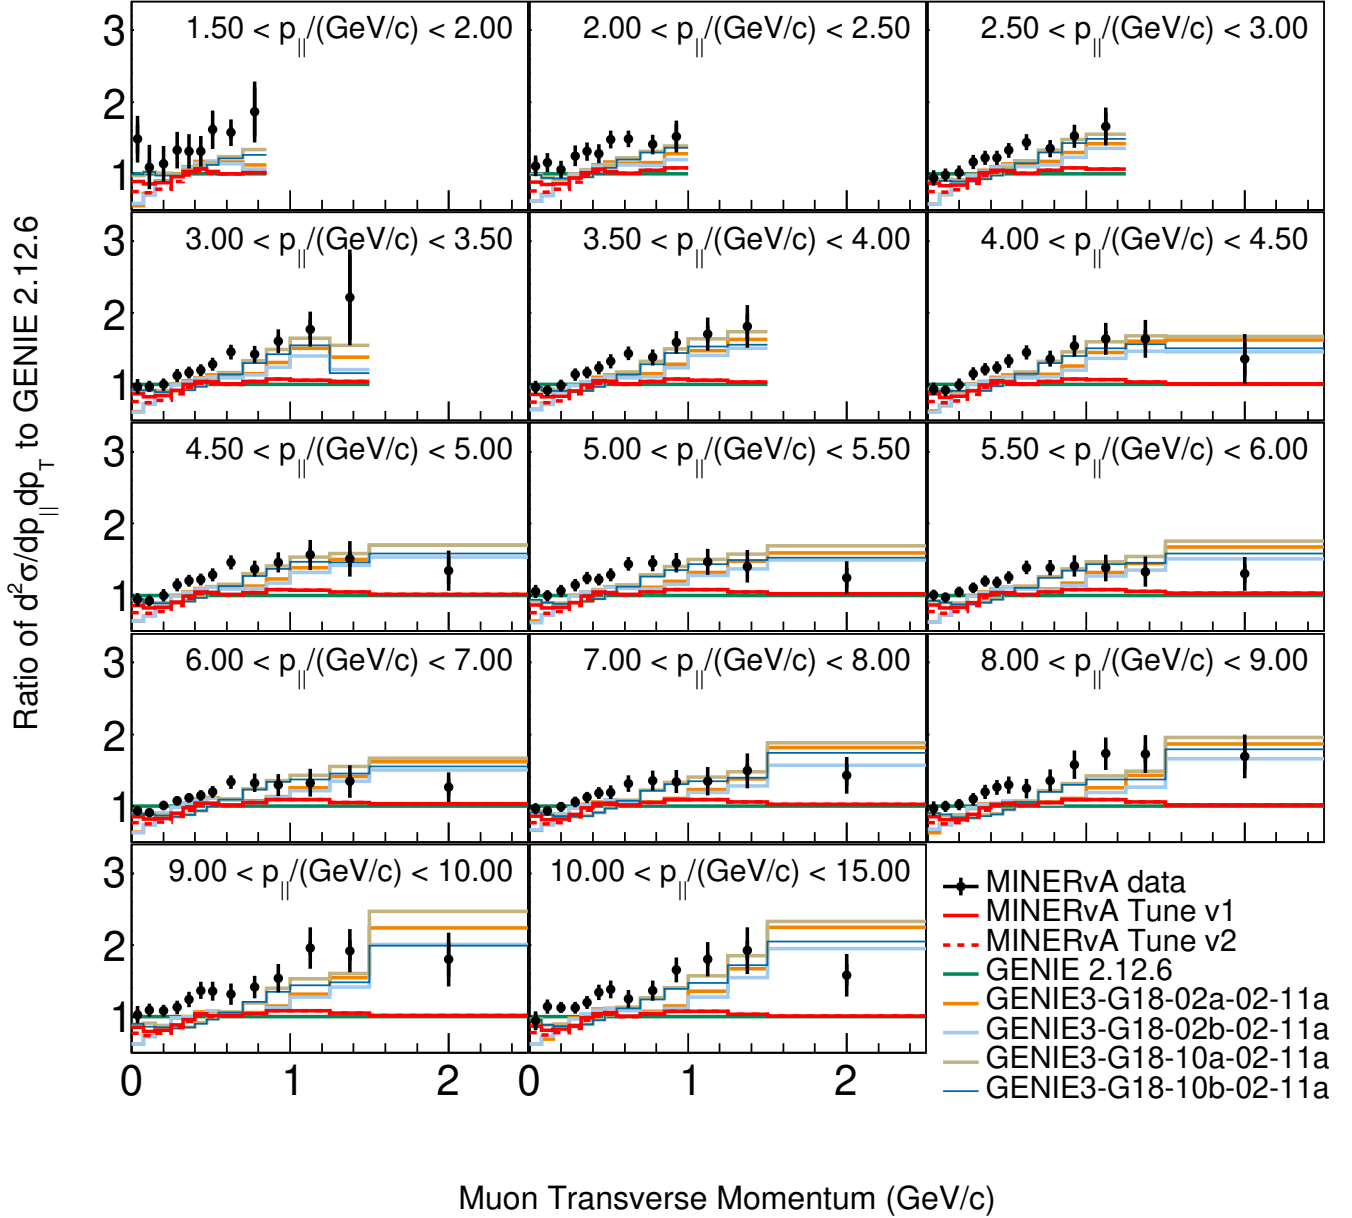 Ratio of d²σ/dp||dpT to GENIE 2.12.6
3
2
1
1.50 < p||/(GeV/c) < 2.00
2.00 < p||/(GeV/c) < 2.50
2.50 < p||/(GeV/c) < 3.00
3
2
1
3.00 < p||/(GeV/c) < 3.50
3.50 < p||/(GeV/c) < 4.00
4.00 < p||/(GeV/c) < 4.50
3
2
1
4.50 < p||/(GeV/c) < 5.00
5.00 < p||/(GeV/c) < 5.50
5.50 < p||/(GeV/c) < 6.00
3
2
1
6.00 < p||/(GeV/c) < 7.00
7.00 < p||/(GeV/c) < 8.00
8.00 < p||/(GeV/c) < 9.00
3
2
1
9.00 < p||/(GeV/c) < 10.00
10.00 < p||/(GeV/c) < 15.00
MINERvA data
MINERvA Tune v1
MINERvA Tune v2
GENIE 2.12.6
GENIE3-G18-02a-02-11a
GENIE3-G18-02b-02-11a
GENIE3-G18-10a-02-11a
GENIE3-G18-10b-02-11a
0 1 0 1 2
Muon Transverse Momentum (GeV/c)